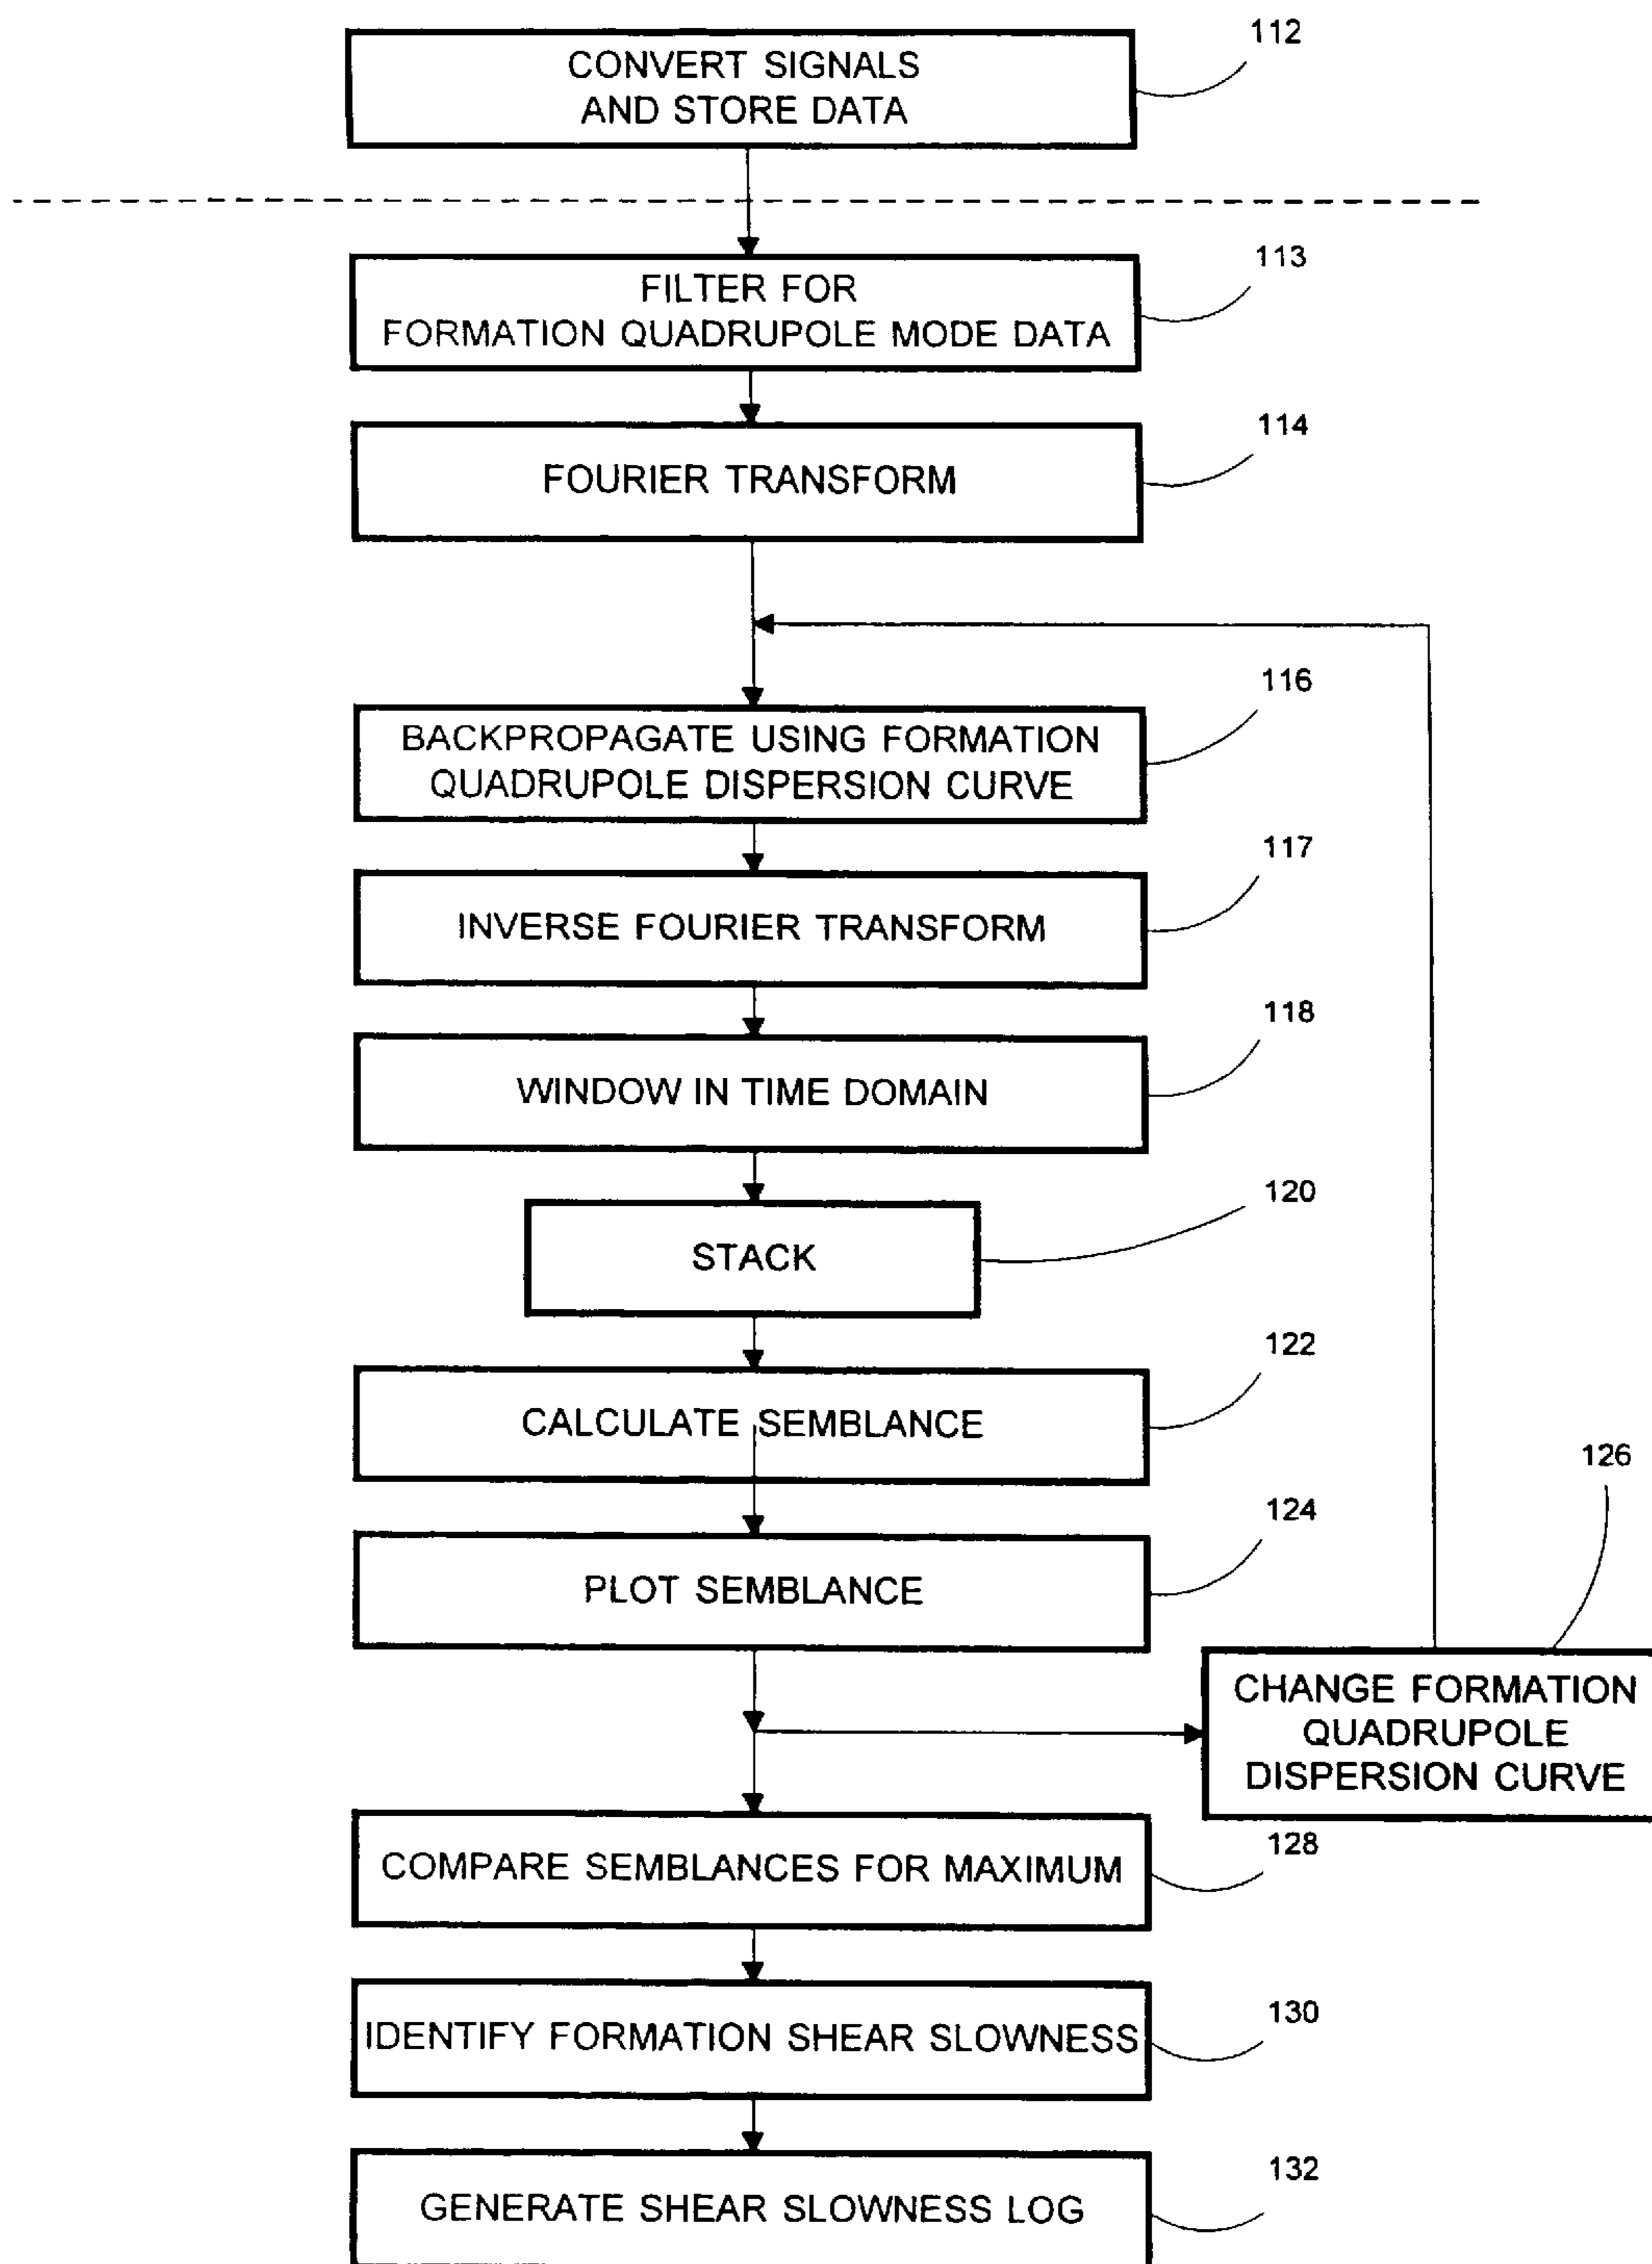 112
CONVERT SIGNALS
AND STORE DATA
113
FILTER FOR
FORMATION QUADRUPOLE MODE DATA
114
FOURIER TRANSFORM
116
BACKPROPAGATE USING FORMATION
QUADRUPOLE DISPERSION CURVE
117
INVERSE FOURIER TRANSFORM
118
WINDOW IN TIME DOMAIN
120
STACK
122
CALCULATE SEMBLANCE
124
PLOT SEMBLANCE
126
CHANGE FORMATION
QUADRUPOLE
DISPERSION CURVE
128
COMPARE SEMBLANCES FOR MAXIMUM
130
IDENTIFY FORMATION SHEAR SLOWNESS
132
GENERATE SHEAR SLOWNESS LOG